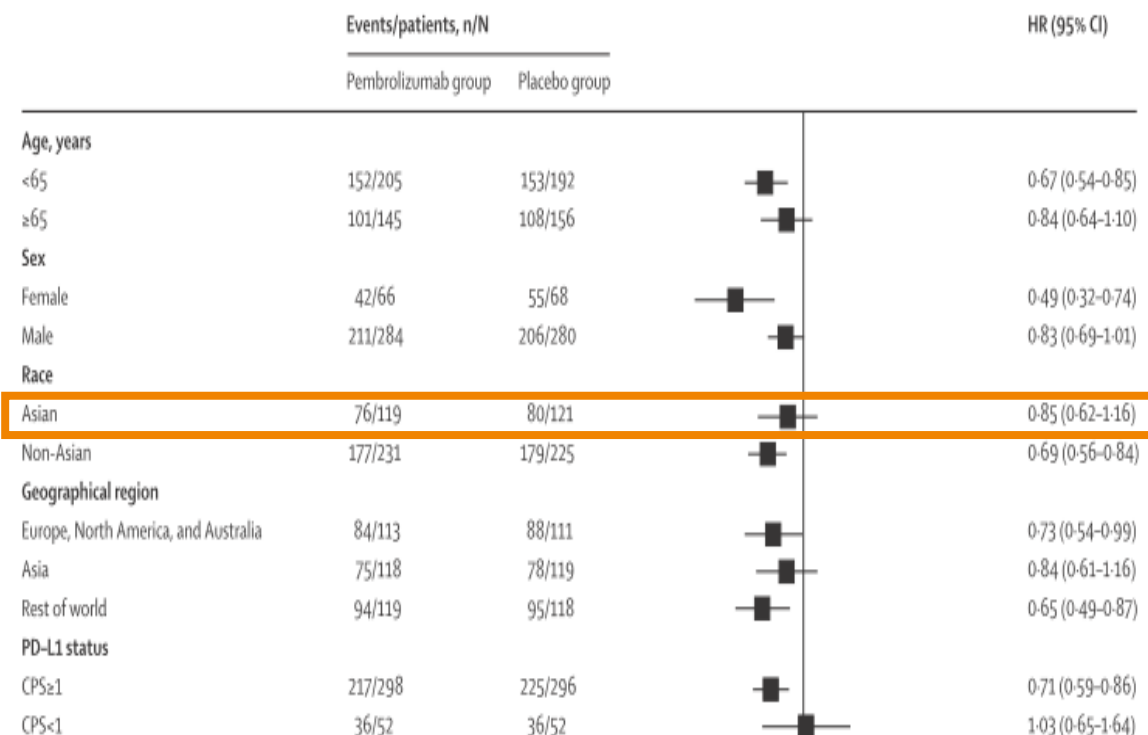 Events/patients, n/N HR (95% CI)
Pembrolizumab group Placebo group
Age, years
<65 152/205 153/192 0·67 (0·54–0·85)
≥65 101/145 108/156 0·84 (0·64–1·10)
Sex
Female 42/66 55/68 0·49 (0·32–0·74)
Male 211/284 206/280 0·83 (0·69–1·01)
Race
Asian 76/119 80/121 0·85 (0·62–1·16)
Non-Asian 177/231 179/225 0·69 (0·56–0·84)
Geographical region
Europe, North America, and Australia 84/113 88/111 0·73 (0·54–0·99)
Asia 75/118 78/119 0·84 (0·61–1·16)
Rest of world 94/119 95/118 0·65 (0·49–0·87)
PD-L1 status
CPS≥1 217/298 225/296 0·71 (0·59–0·86)
CPS<1 36/52 36/52 1·03 (0·65–1·64)